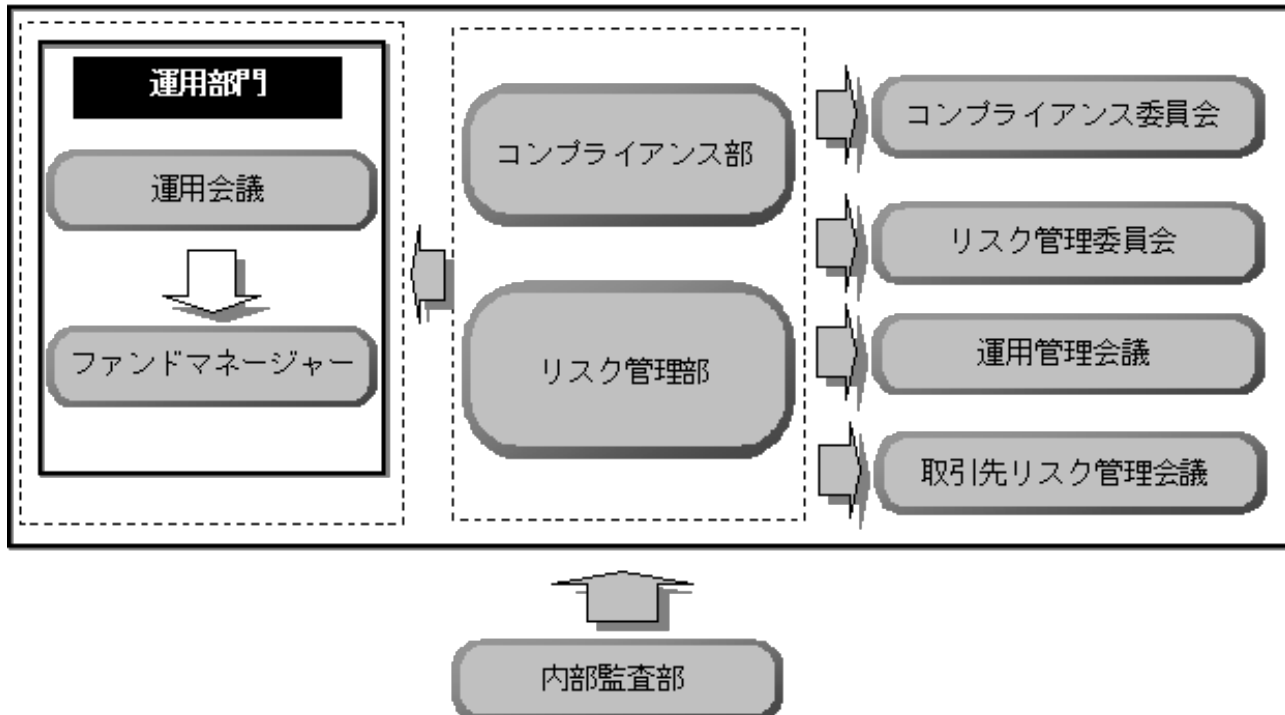 運用部門
運用会議
ファンドマネージャー
コンプライアンス部
リスク管理部
コンプライアンス委員会
リスク管理委員会
運用管理会議
取引先リスク管理会議
内部監査部